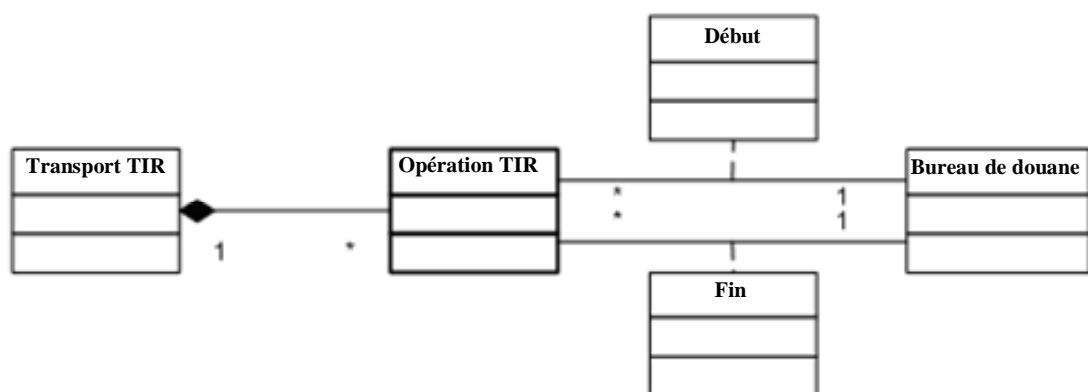 Début
Transport TIR
Opération TIR
Bureau de douane
* 1
* 1
1 *
Fin